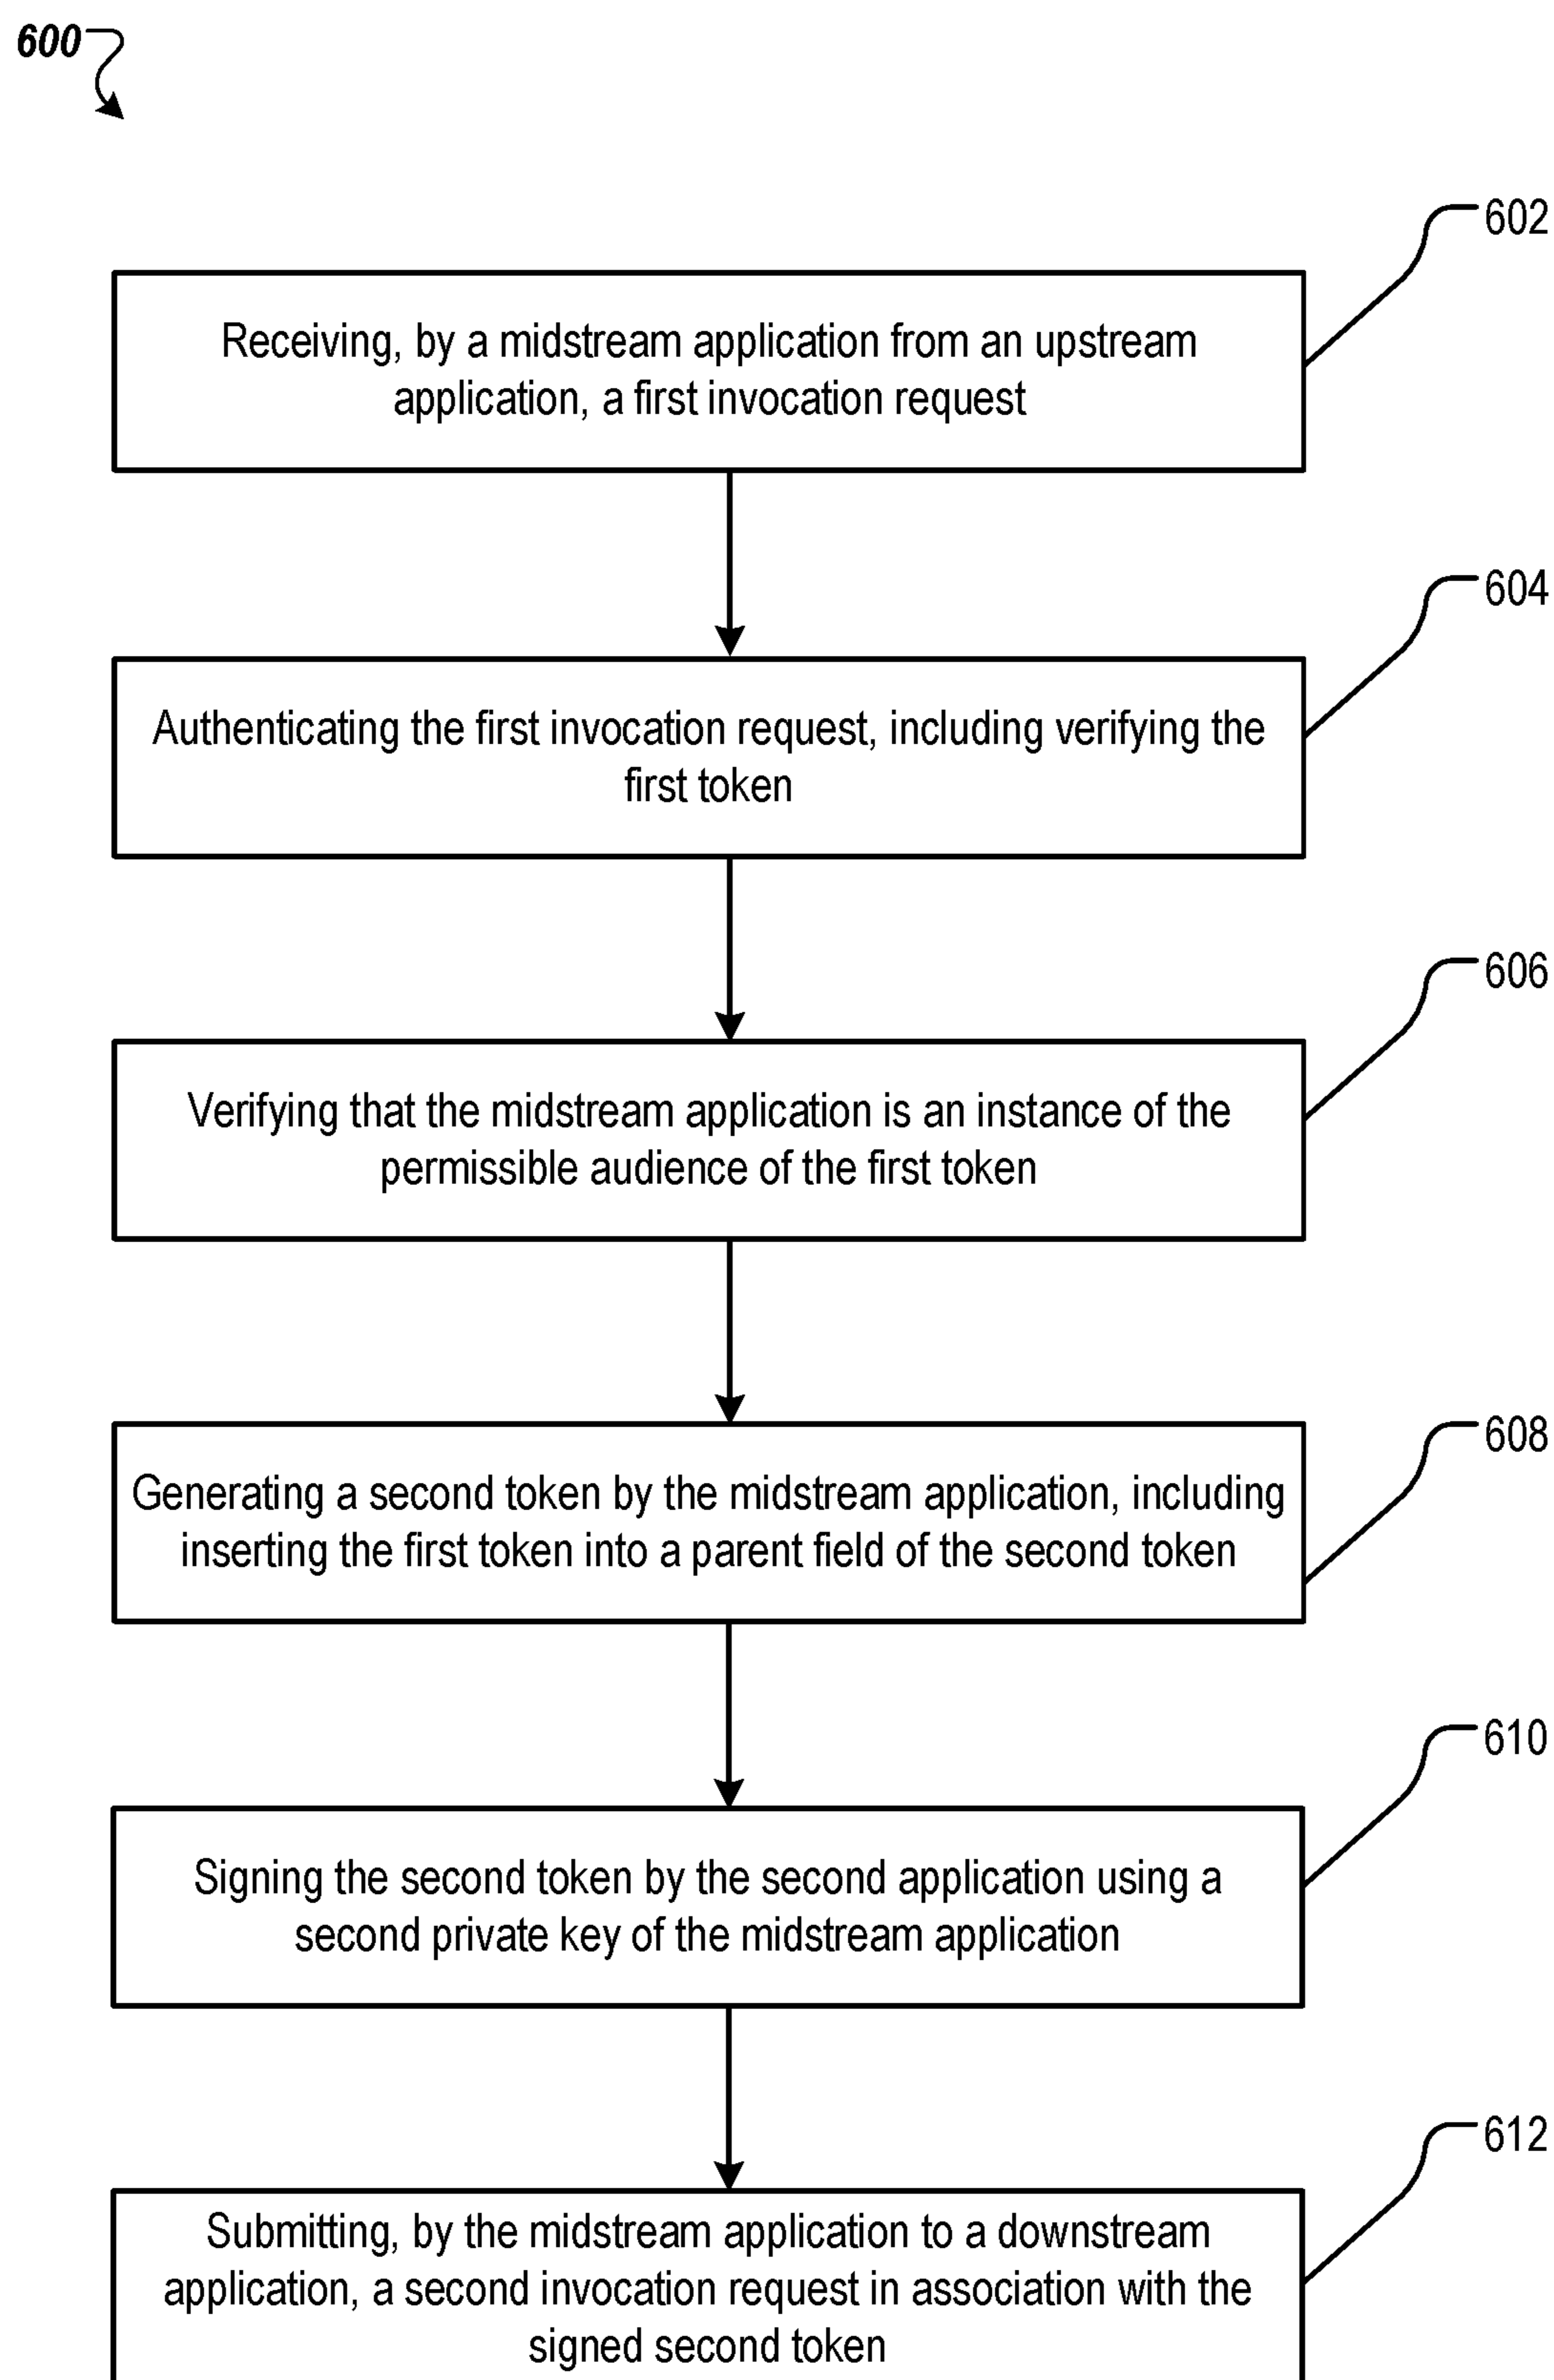 600
602
Receiving, by a midstream application from an upstream
application, a first invocation request
604
Authenticating the first invocation request, including verifying the
first token
606
Verifying that the midstream application is an instance of the
permissible audience of the first token
608
Generating a second token by the midstream application, including
inserting the first token into a parent field of the second token
610
Signing the second token by the second application using a
second private key of the midstream application
612
Submitting, by the midstream application to a downstream
application, a second invocation request in association with the
signed second token